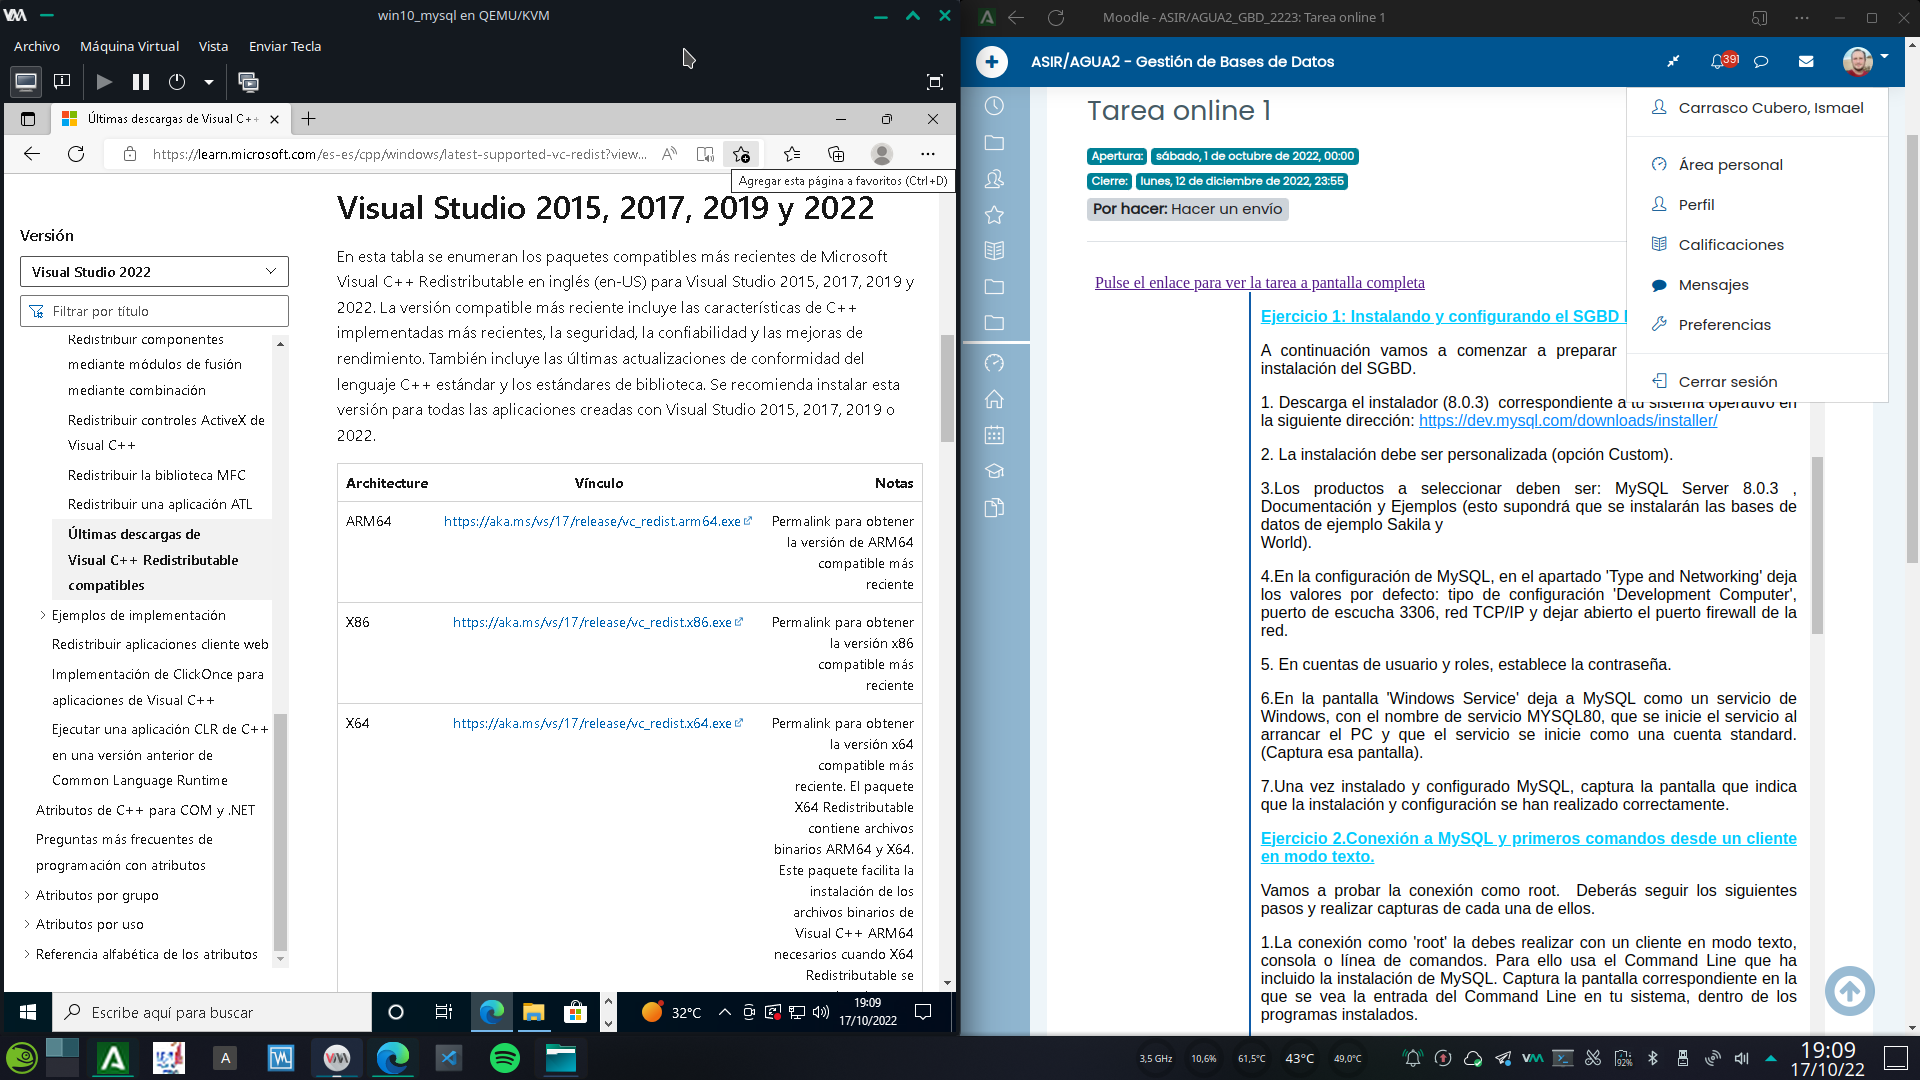 win10_mysql en QEMU/KVM
Archivo Máquina Virtual Vista Enviar Tecla
Últimas descargas de Visual C++
https://learn.microsoft.com/es-es/cpp/windows/latest-supported-vc-redist?view...
Agregar esta página a favoritos (Ctrl+D)
Versión
Visual Studio 2022
Filtrar por título
Redistribuir componentes
mediante módulos de fusión
mediante combinación
Redistribuir controles ActiveX de
Visual C++
Redistribuir la biblioteca MFC
Redistribuir una aplicación ATL
Últimas descargas de
Visual C++ Redistributable
compatibles
Ejemplos de implementación
Redistribuir aplicaciones cliente web
Implementación de ClickOnce para
aplicaciones de Visual C++
Ejecutar una aplicación CLR de C++
en una versión anterior de
Common Language Runtime
Atributos de C++ para COM y .NET
Preguntas más frecuentes de
programación con atributos
Atributos por grupo
Atributos por uso
Referencia alfabética de los atributos
Visual Studio 2015, 2017, 2019 y 2022
En esta tabla se enumeran los paquetes compatibles más recientes de Microsoft
Visual C++ Redistributable en inglés (en-US) para Visual Studio 2015, 2017, 2019 y
2022. La versión compatible más reciente incluye las características de C++
implementadas más recientes, la seguridad, la confiabilidad y las mejoras de
rendimiento. También incluye las últimas actualizaciones de conformidad del
lenguaje C++ estándar y los estándares de biblioteca. Se recomienda instalar esta
versión para todas las aplicaciones creadas con Visual Studio 2015, 2017, 2019 o
2022.
Architecture Vínculo Notas
ARM64 https://aka.ms/vs/17/release/vc_redist.arm64.exe Permalink para obtener
la versión de ARM64
compatible más
reciente
X86 https://aka.ms/vs/17/release/vc_redist.x86.exe Permalink para obtener
la versión x86
compatible más
reciente
X64 https://aka.ms/vs/17/release/vc_redist.x64.exe Permalink para obtener
la versión x64
compatible más
reciente. El paquete
X64 Redistributable
contiene archivos
binarios ARM64 y X64.
Este paquete facilita la
instalación de los
archivos binarios de
Visual C++ ARM64
necesarios cuando X64
Redistributable se
Escribe aquí para buscar
32°C
19:09
17/10/2022
Moodle - ASIR/AGUA2_GBD_2223: Tarea online 1
ASIR/AGUA2 - Gestión de Bases de Datos
391
Tarea online 1
Apertura: sábado, 1 de octubre de 2022, 00:00
Cierre: lunes, 12 de diciembre de 2022, 23:55
Por hacer: Hacer un envío
Carrasco Cubero, Ismael
Área personal
Perfil
Calificaciones
Mensajes
Preferencias
Cerrar sesión
Pulse el enlace para ver la tarea a pantalla completa
Ejercicio 1: Instalando y configurando el SGBD
A continuación vamos a comenzar a preparar
instalación del SGBD.
1. Descarga el instalador (8.0.3) correspondiente a tu sistema operativo en
la siguiente dirección: https://dev.mysql.com/downloads/installer/
2. La instalación debe ser personalizada (opción Custom).
3.Los productos a seleccionar deben ser: MySQL Server 8.0.3 ,
Documentación y Ejemplos (esto supondrá que se instalarán las bases de
datos de ejemplo Sakila y
World).
4.En la configuración de MySQL, en el apartado 'Type and Networking' deja
los valores por defecto: tipo de configuración 'Development Computer',
puerto de escucha 3306, red TCP/IP y dejar abierto el puerto firewall de la
red.
5. En cuentas de usuario y roles, establece la contraseña.
6.En la pantalla 'Windows Service' deja a MySQL como un servicio de
Windows, con el nombre de servicio MYSQL80, que se inicie el servicio al
arrancar el PC y que el servicio se inicie como una cuenta standard.
(Captura esa pantalla).
7.Una vez instalado y configurado MySQL, captura la pantalla que indica
que la instalación y configuración se han realizado correctamente.
Ejercicio 2.Conexión a MySQL y primeros comandos desde un cliente
en modo texto.
Vamos a probar la conexión como root. Deberás seguir los siguientes
pasos y realizar capturas de cada una de ellos.
1.La conexión como 'root' la debes realizar con un cliente en modo texto,
consola o línea de comandos. Para ello usa el Command Line que ha
incluido la instalación de MySQL. Captura la pantalla correspondiente en la
que se vea la entrada del Command Line en tu sistema, dentro de los
programas instalados.
3,5 GHz 10,6% 61,5°C 43°C 49,0°C
92%
19:09
17/10/22